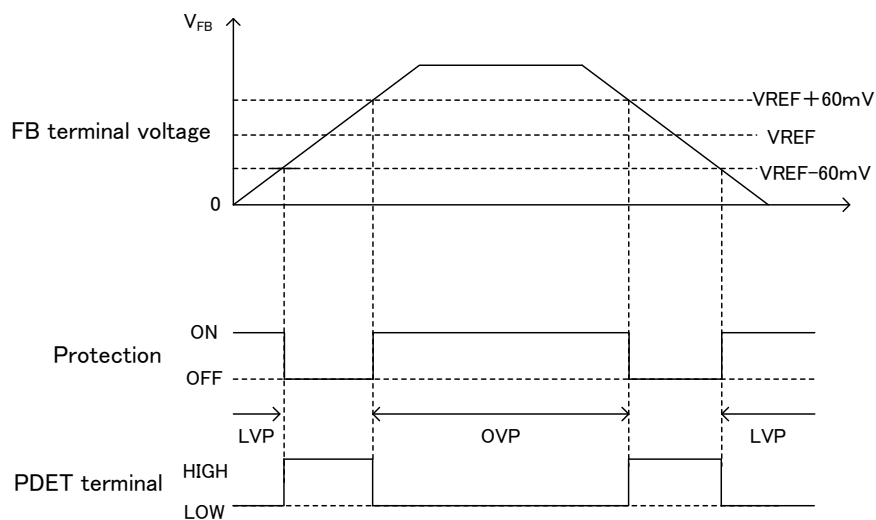 V_FB
FB terminal voltage
VREF＋60mV
VREF
VREF−60mV
0
Protection
ON
OFF
LVP
OVP
LVP
PDET terminal
HIGH
LOW